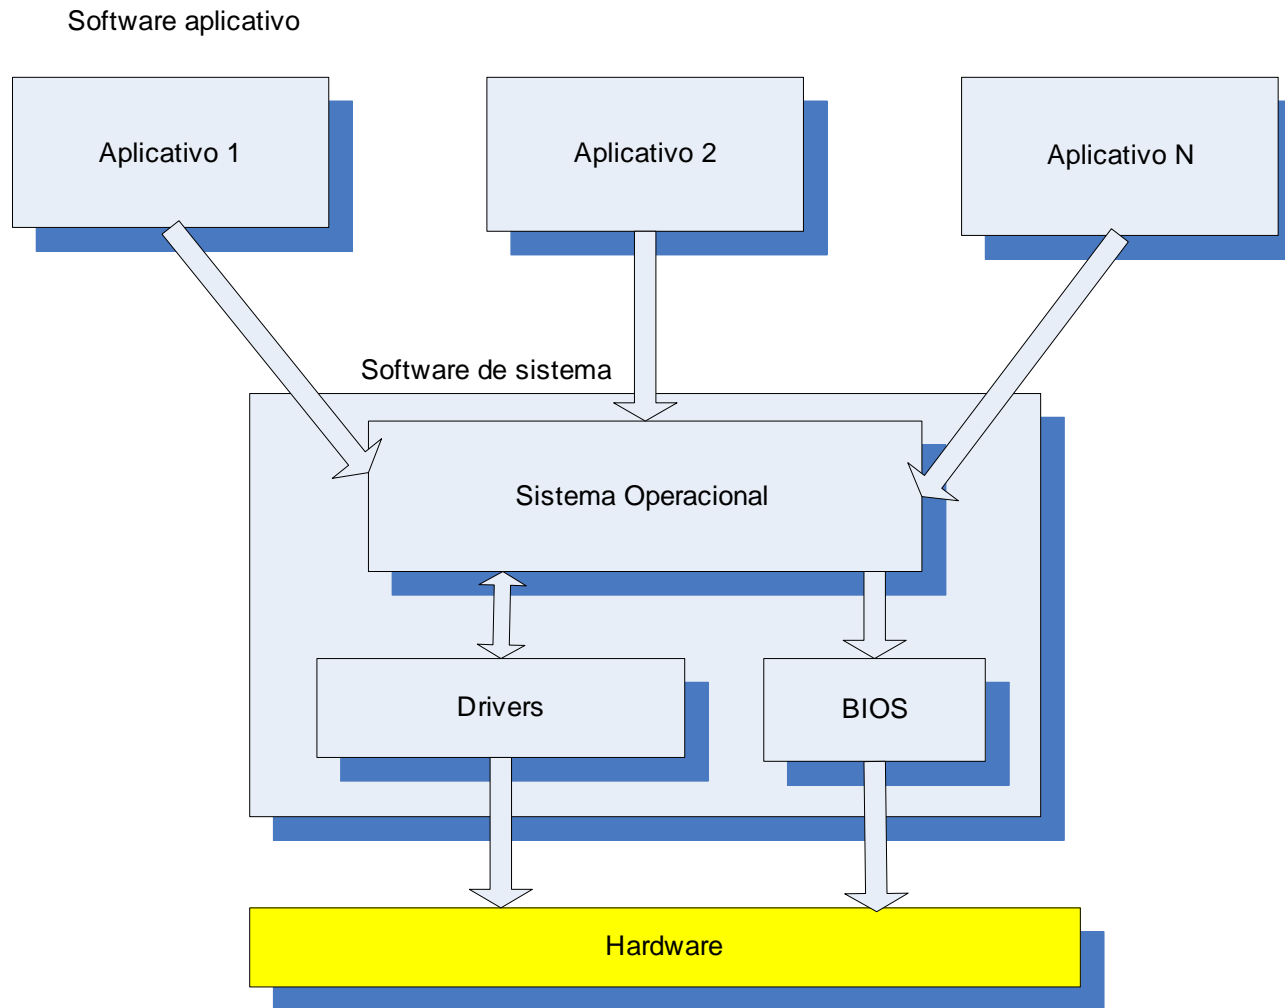 Software aplicativo
Aplicativo 1
Aplicativo 2
Aplicativo N
Software de sistema
Sistema Operacional
Drivers
BIOS
Hardware